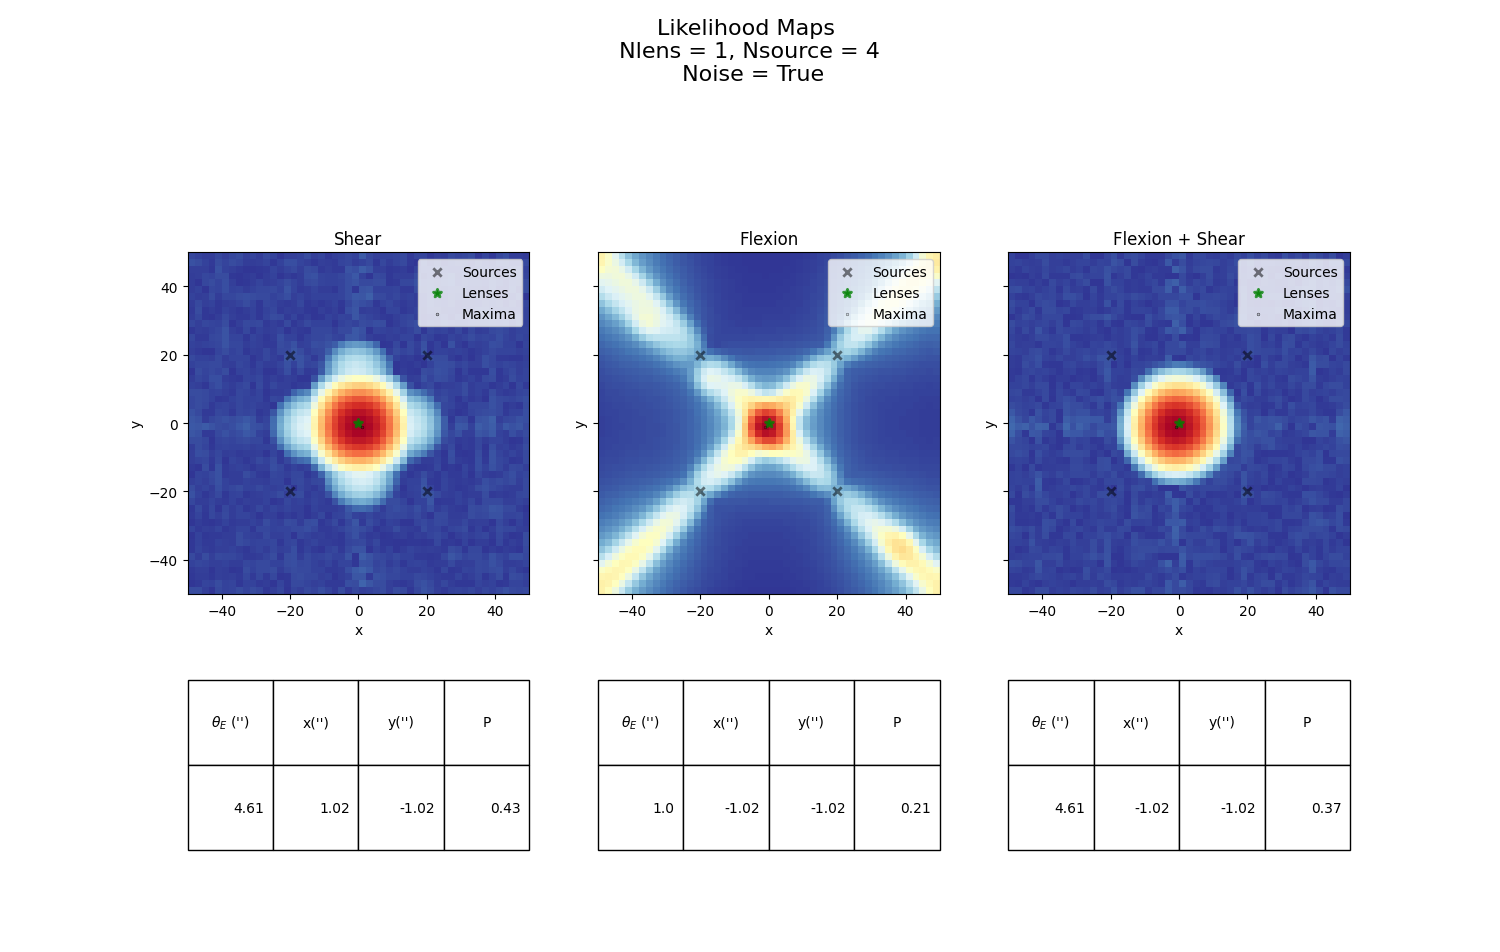 Likelihood Maps
Nlens = 1, Nsource = 4
Noise = True
Shear
Sources
Lenses
Maxima
40
20
0
−20
−40
y
−40 −20 0 20 40
x
Flexion
Sources
Lenses
Maxima
y
−40 −20 0 20 40
x
Flexion + Shear
Sources
Lenses
Maxima
y
−40 −20 0 20 40
x
θE ('') x('') y('') P
4.61 1.02 -1.02 0.43
θE ('') x('') y('') P
1.0 -1.02 -1.02 0.21
θE ('') x('') y('') P
4.61 -1.02 -1.02 0.37